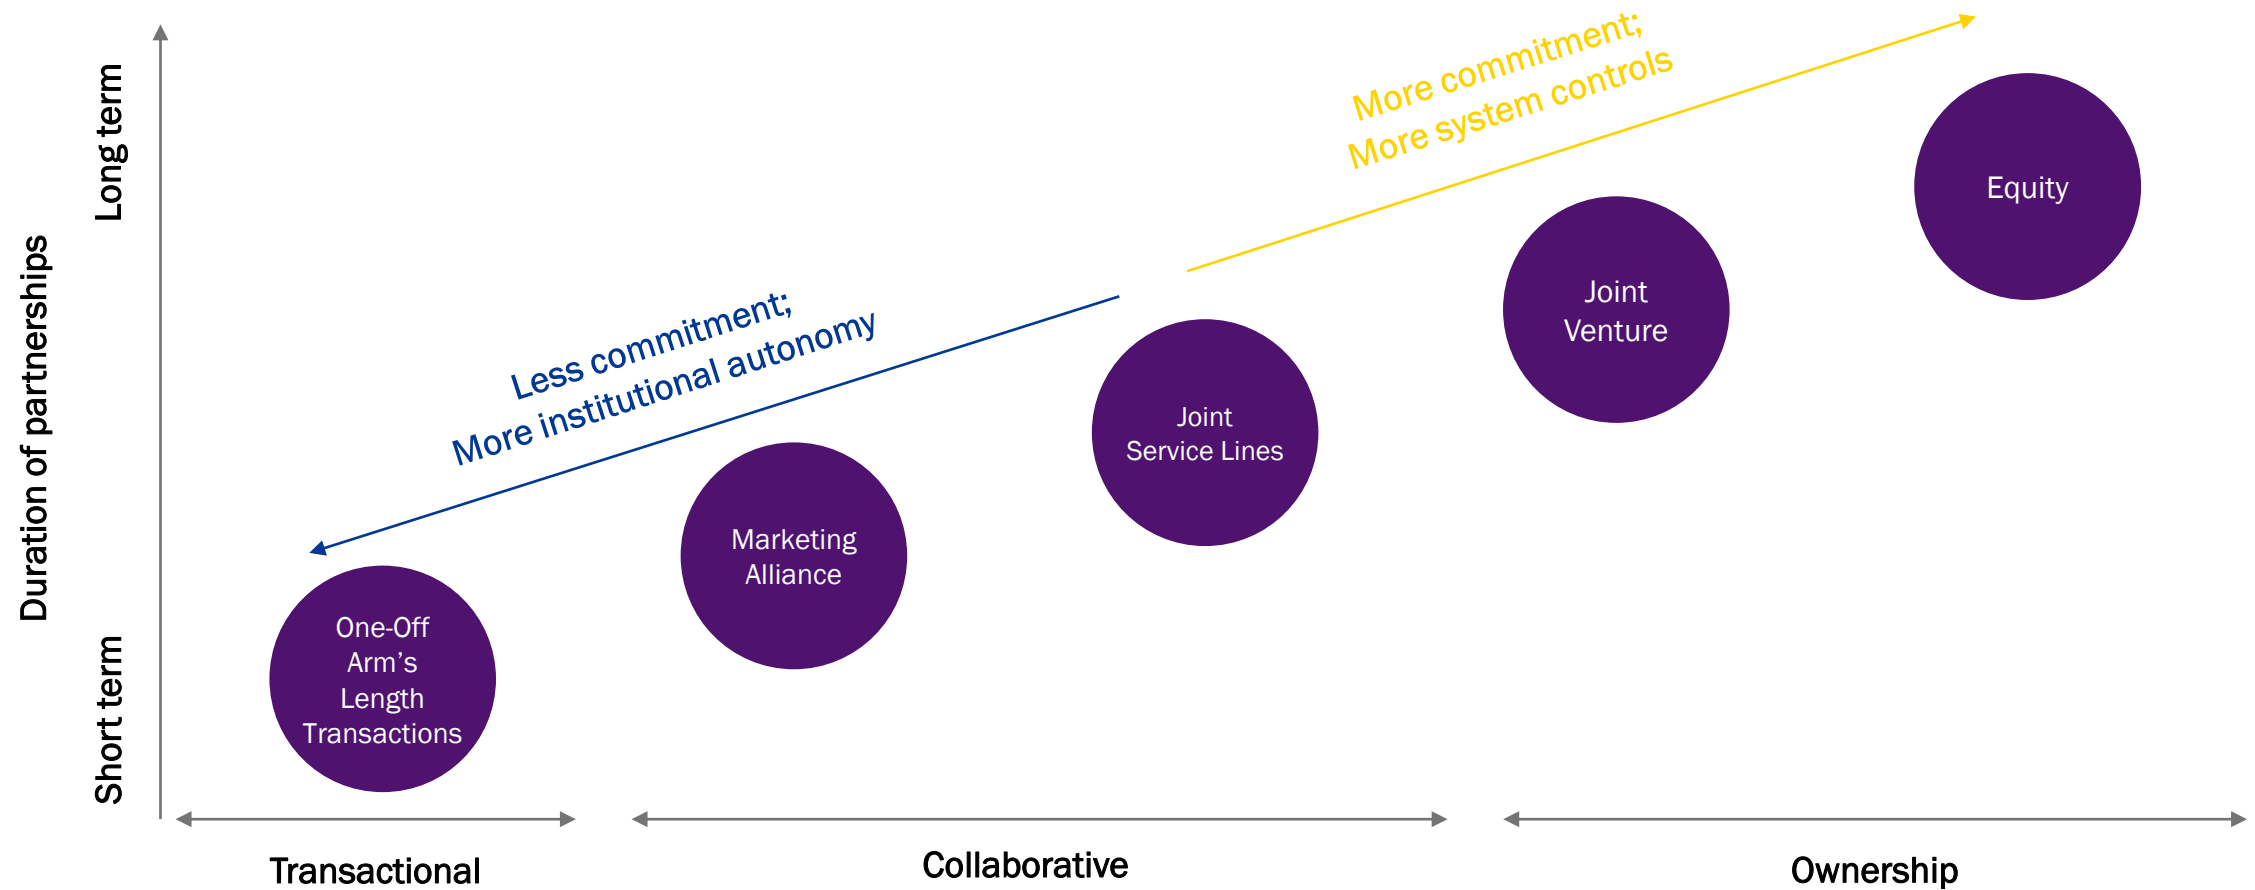 Duration of partnerships
Long term
Short term
Less commitment;
More institutional autonomy
More commitment;
More system controls
One-Off
Arm’s
Length
Transactions
Marketing
Alliance
Joint
Service Lines
Joint
Venture
Equity
Transactional
Collaborative
Ownership